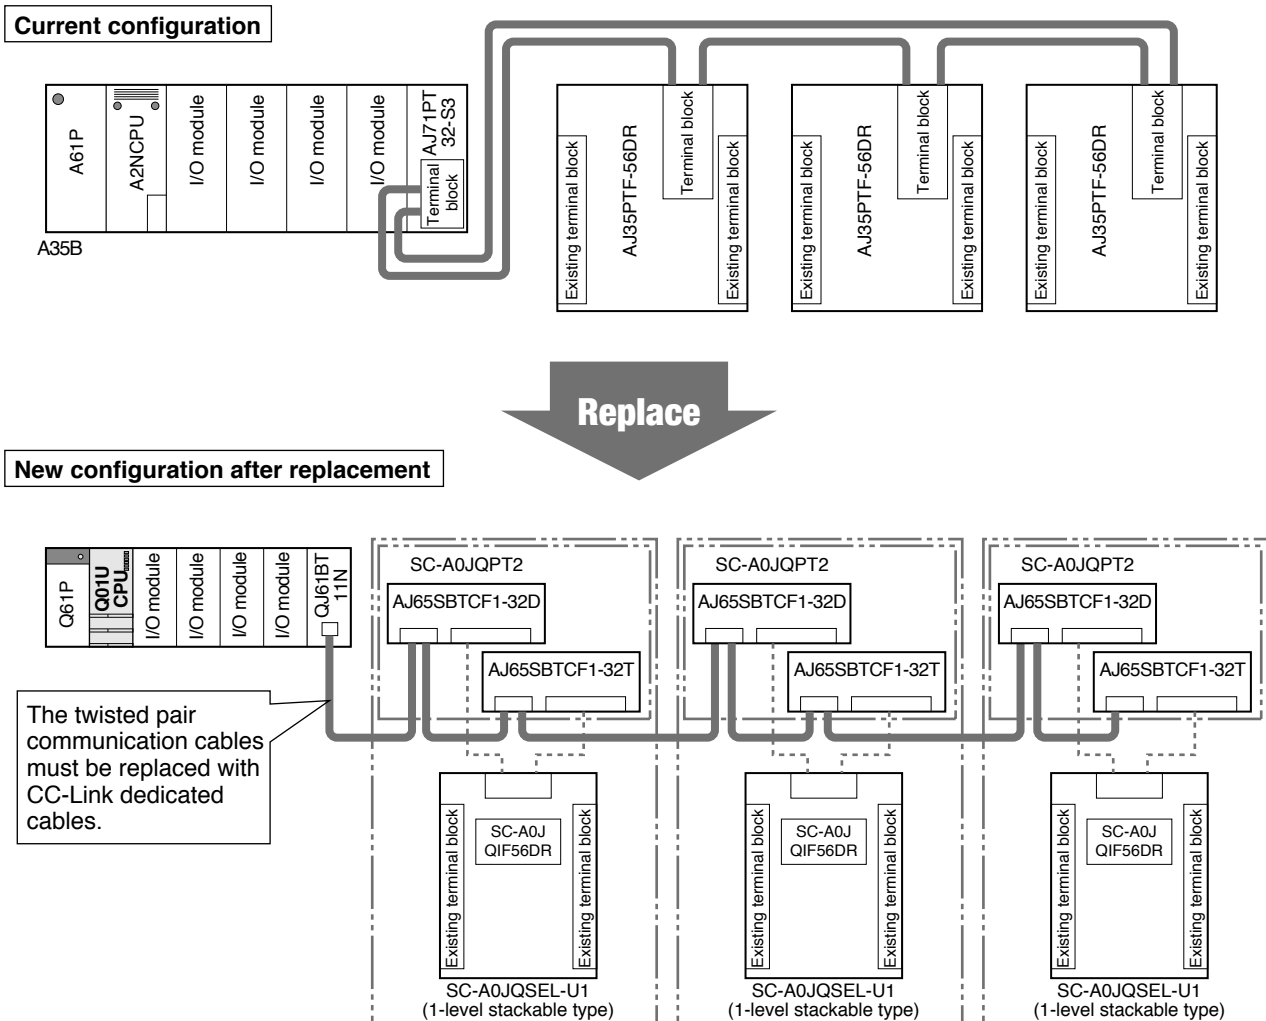 Current configuration
A61P
A2NCPU
I/O module
I/O module
I/O module
I/O module
AJ71PT
32-S3
Terminal
block
A35B
Existing terminal block
AJ35PTF-56DR
Terminal block
Existing terminal block
Existing terminal block
AJ35PTF-56DR
Terminal block
Existing terminal block
Existing terminal block
AJ35PTF-56DR
Terminal block
Existing terminal block
Replace
New configuration after replacement
Q61P
Q01U
CPU
I/O module
I/O module
I/O module
I/O module
QJ61BT
11N
The twisted pair
communication cables
must be replaced with
CC-Link dedicated
cables.
SC-A0JQPT2
AJ65SBTCF1-32D
AJ65SBTCF1-32T
Existing terminal block
SC-A0J
QIF56DR
Existing terminal block
SC-A0JQSEL-U1
(1-level stackable type)
SC-A0JQPT2
AJ65SBTCF1-32D
AJ65SBTCF1-32T
Existing terminal block
SC-A0J
QIF56DR
Existing terminal block
SC-A0JQSEL-U1
(1-level stackable type)
SC-A0JQPT2
AJ65SBTCF1-32D
AJ65SBTCF1-32T
Existing terminal block
SC-A0J
QIF56DR
Existing terminal block
SC-A0JQSEL-U1
(1-level stackable type)